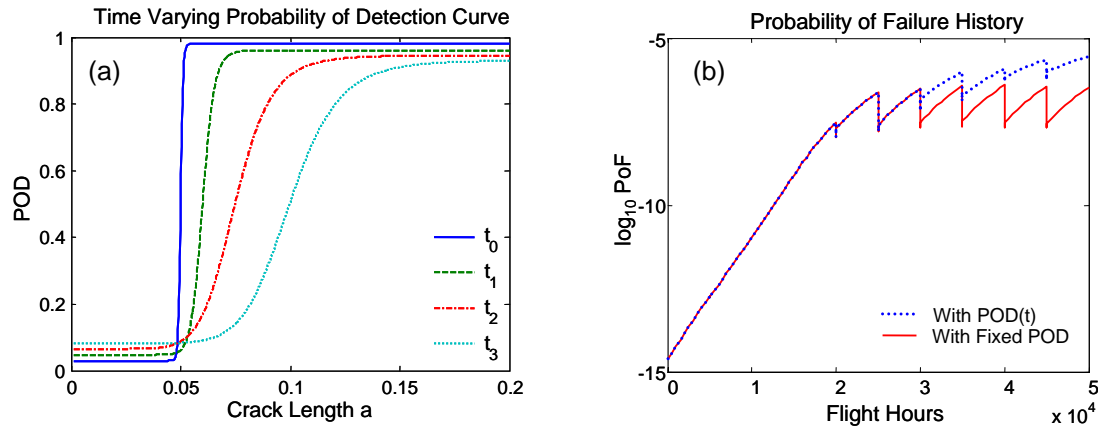 Time Varying Probability of Detection Curve
(a)
1
0.8
0.6
0.4
0.2
0
POD
0
0.05
0.1
0.15
0.2
Crack Length a
t0
t1
t2
t3
Probability of Failure History
(b)
-5
-10
-15
log10 PoF
0
1
2
3
4
5
x 10^4
Flight Hours
With POD(t)
With Fixed POD